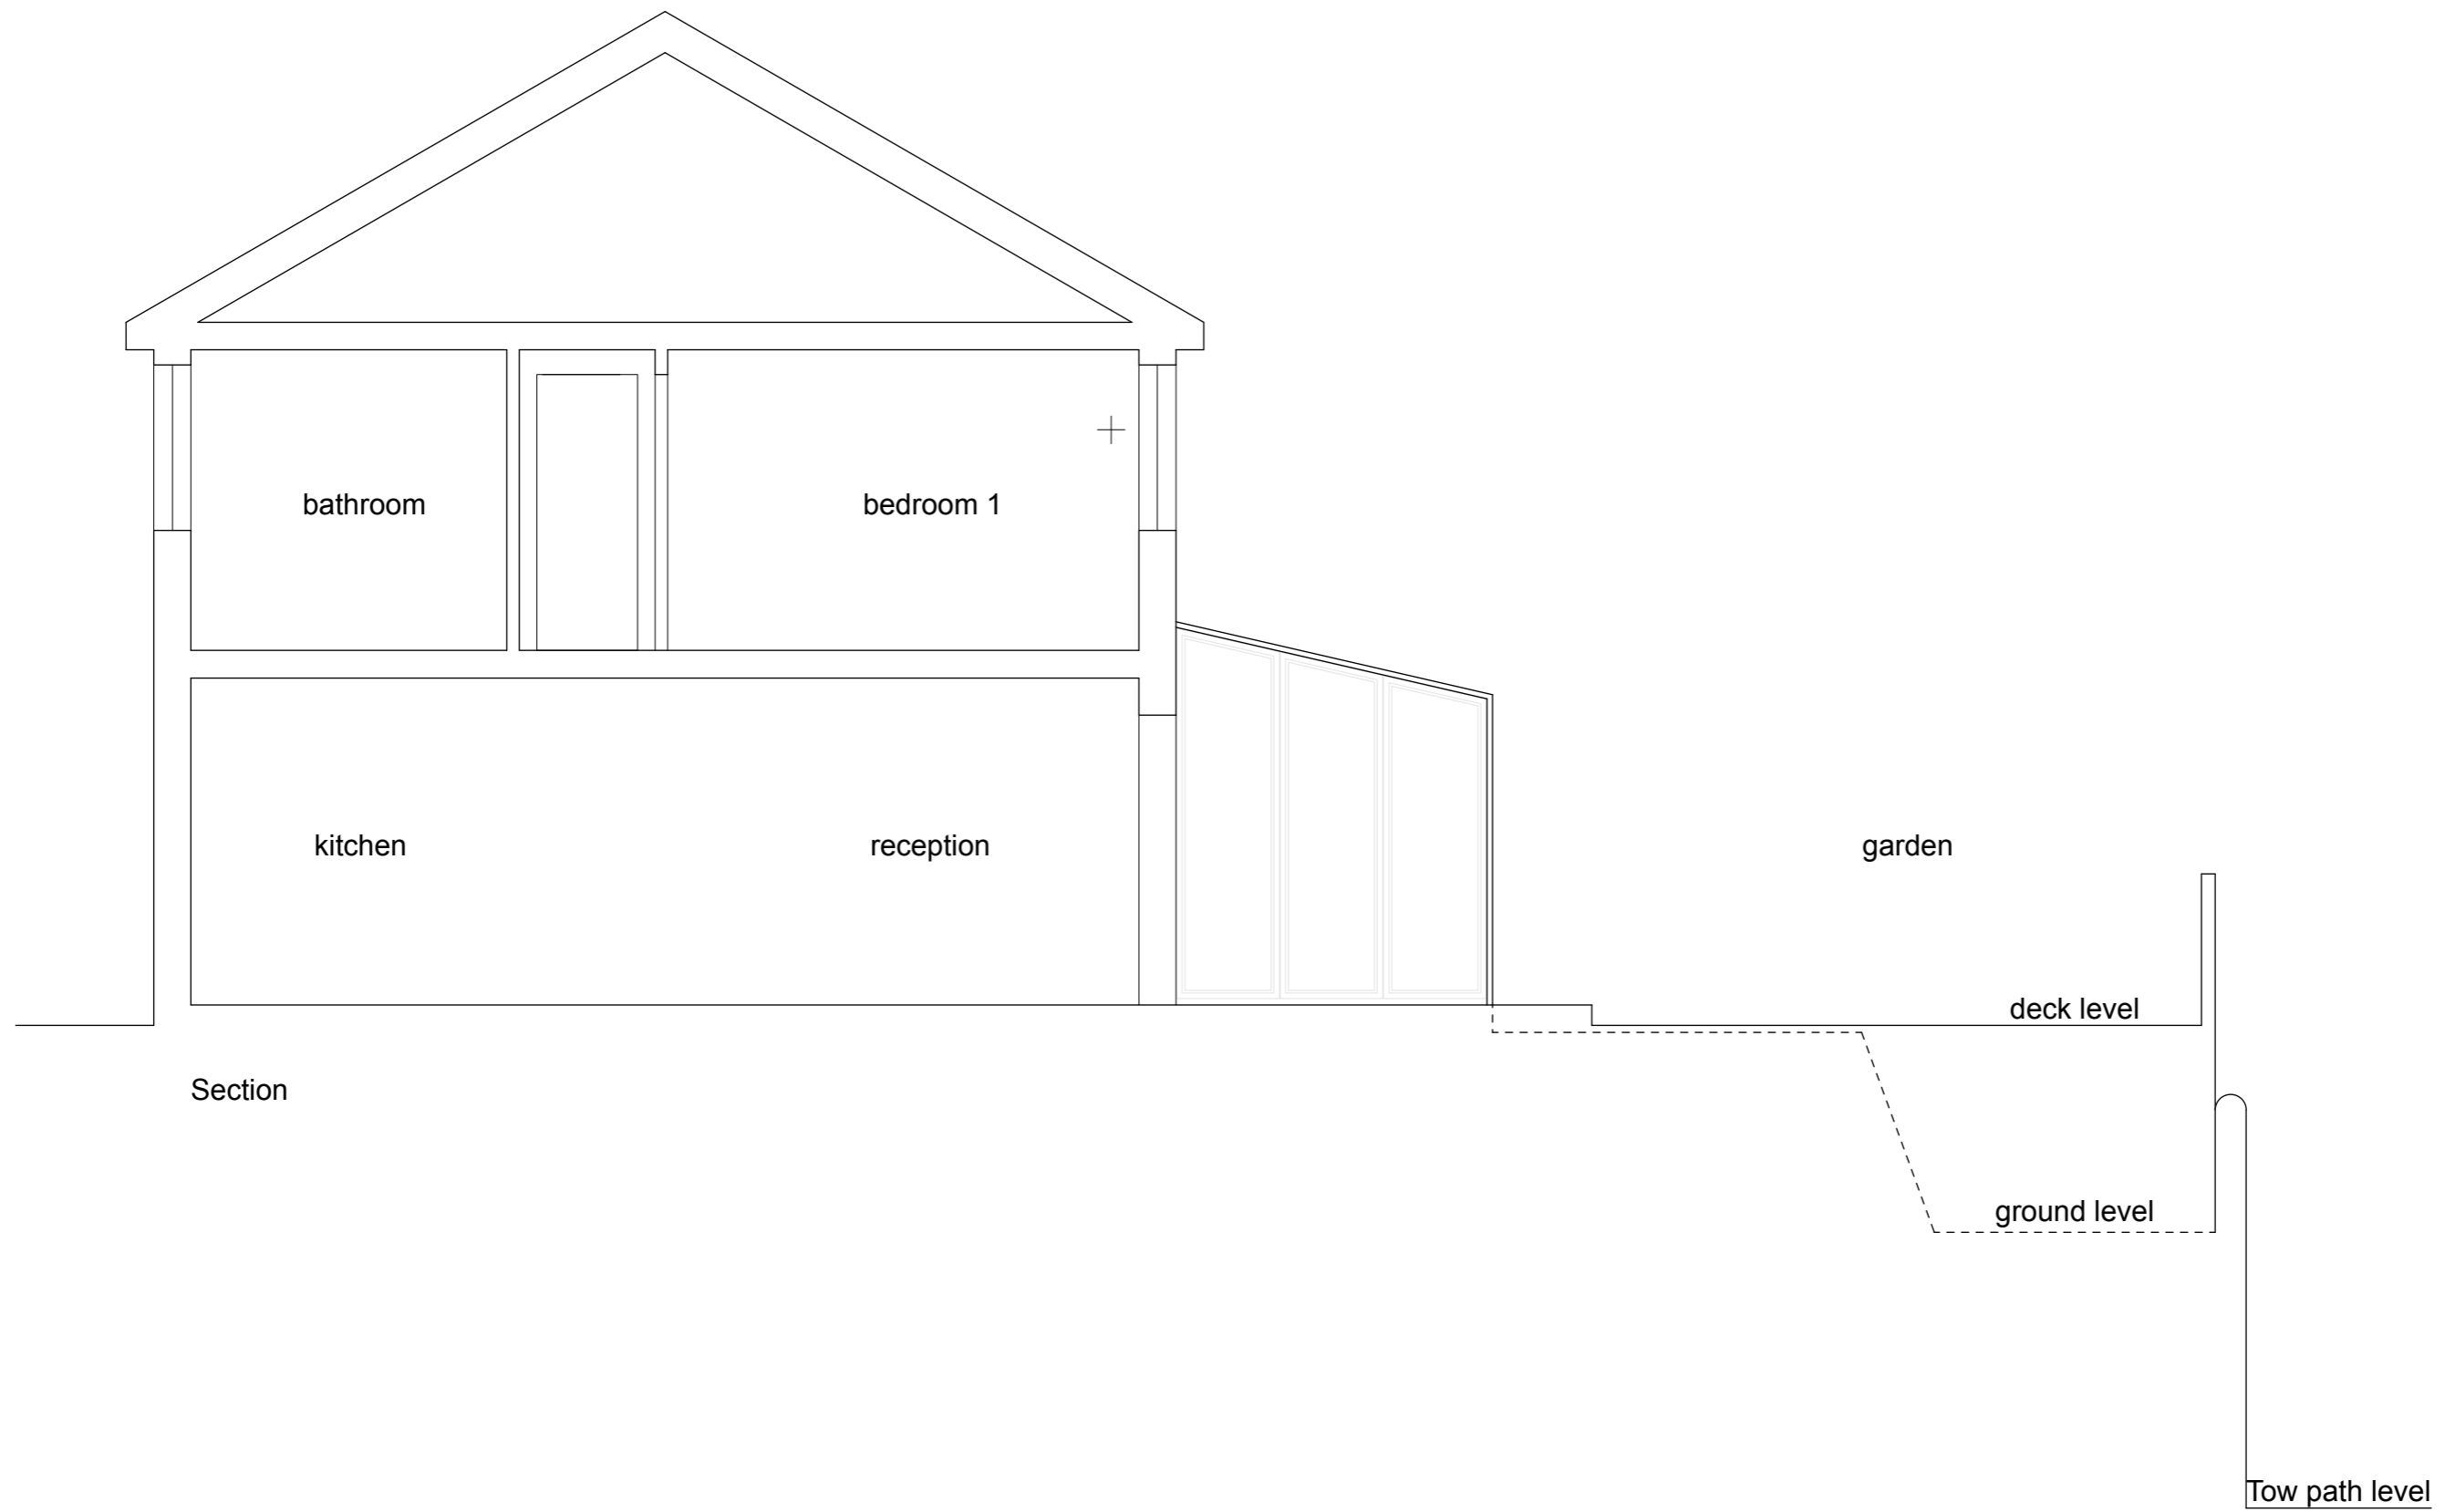 bathroom
bedroom 1
kitchen
reception
garden
deck level
Section
ground level
Tow path level